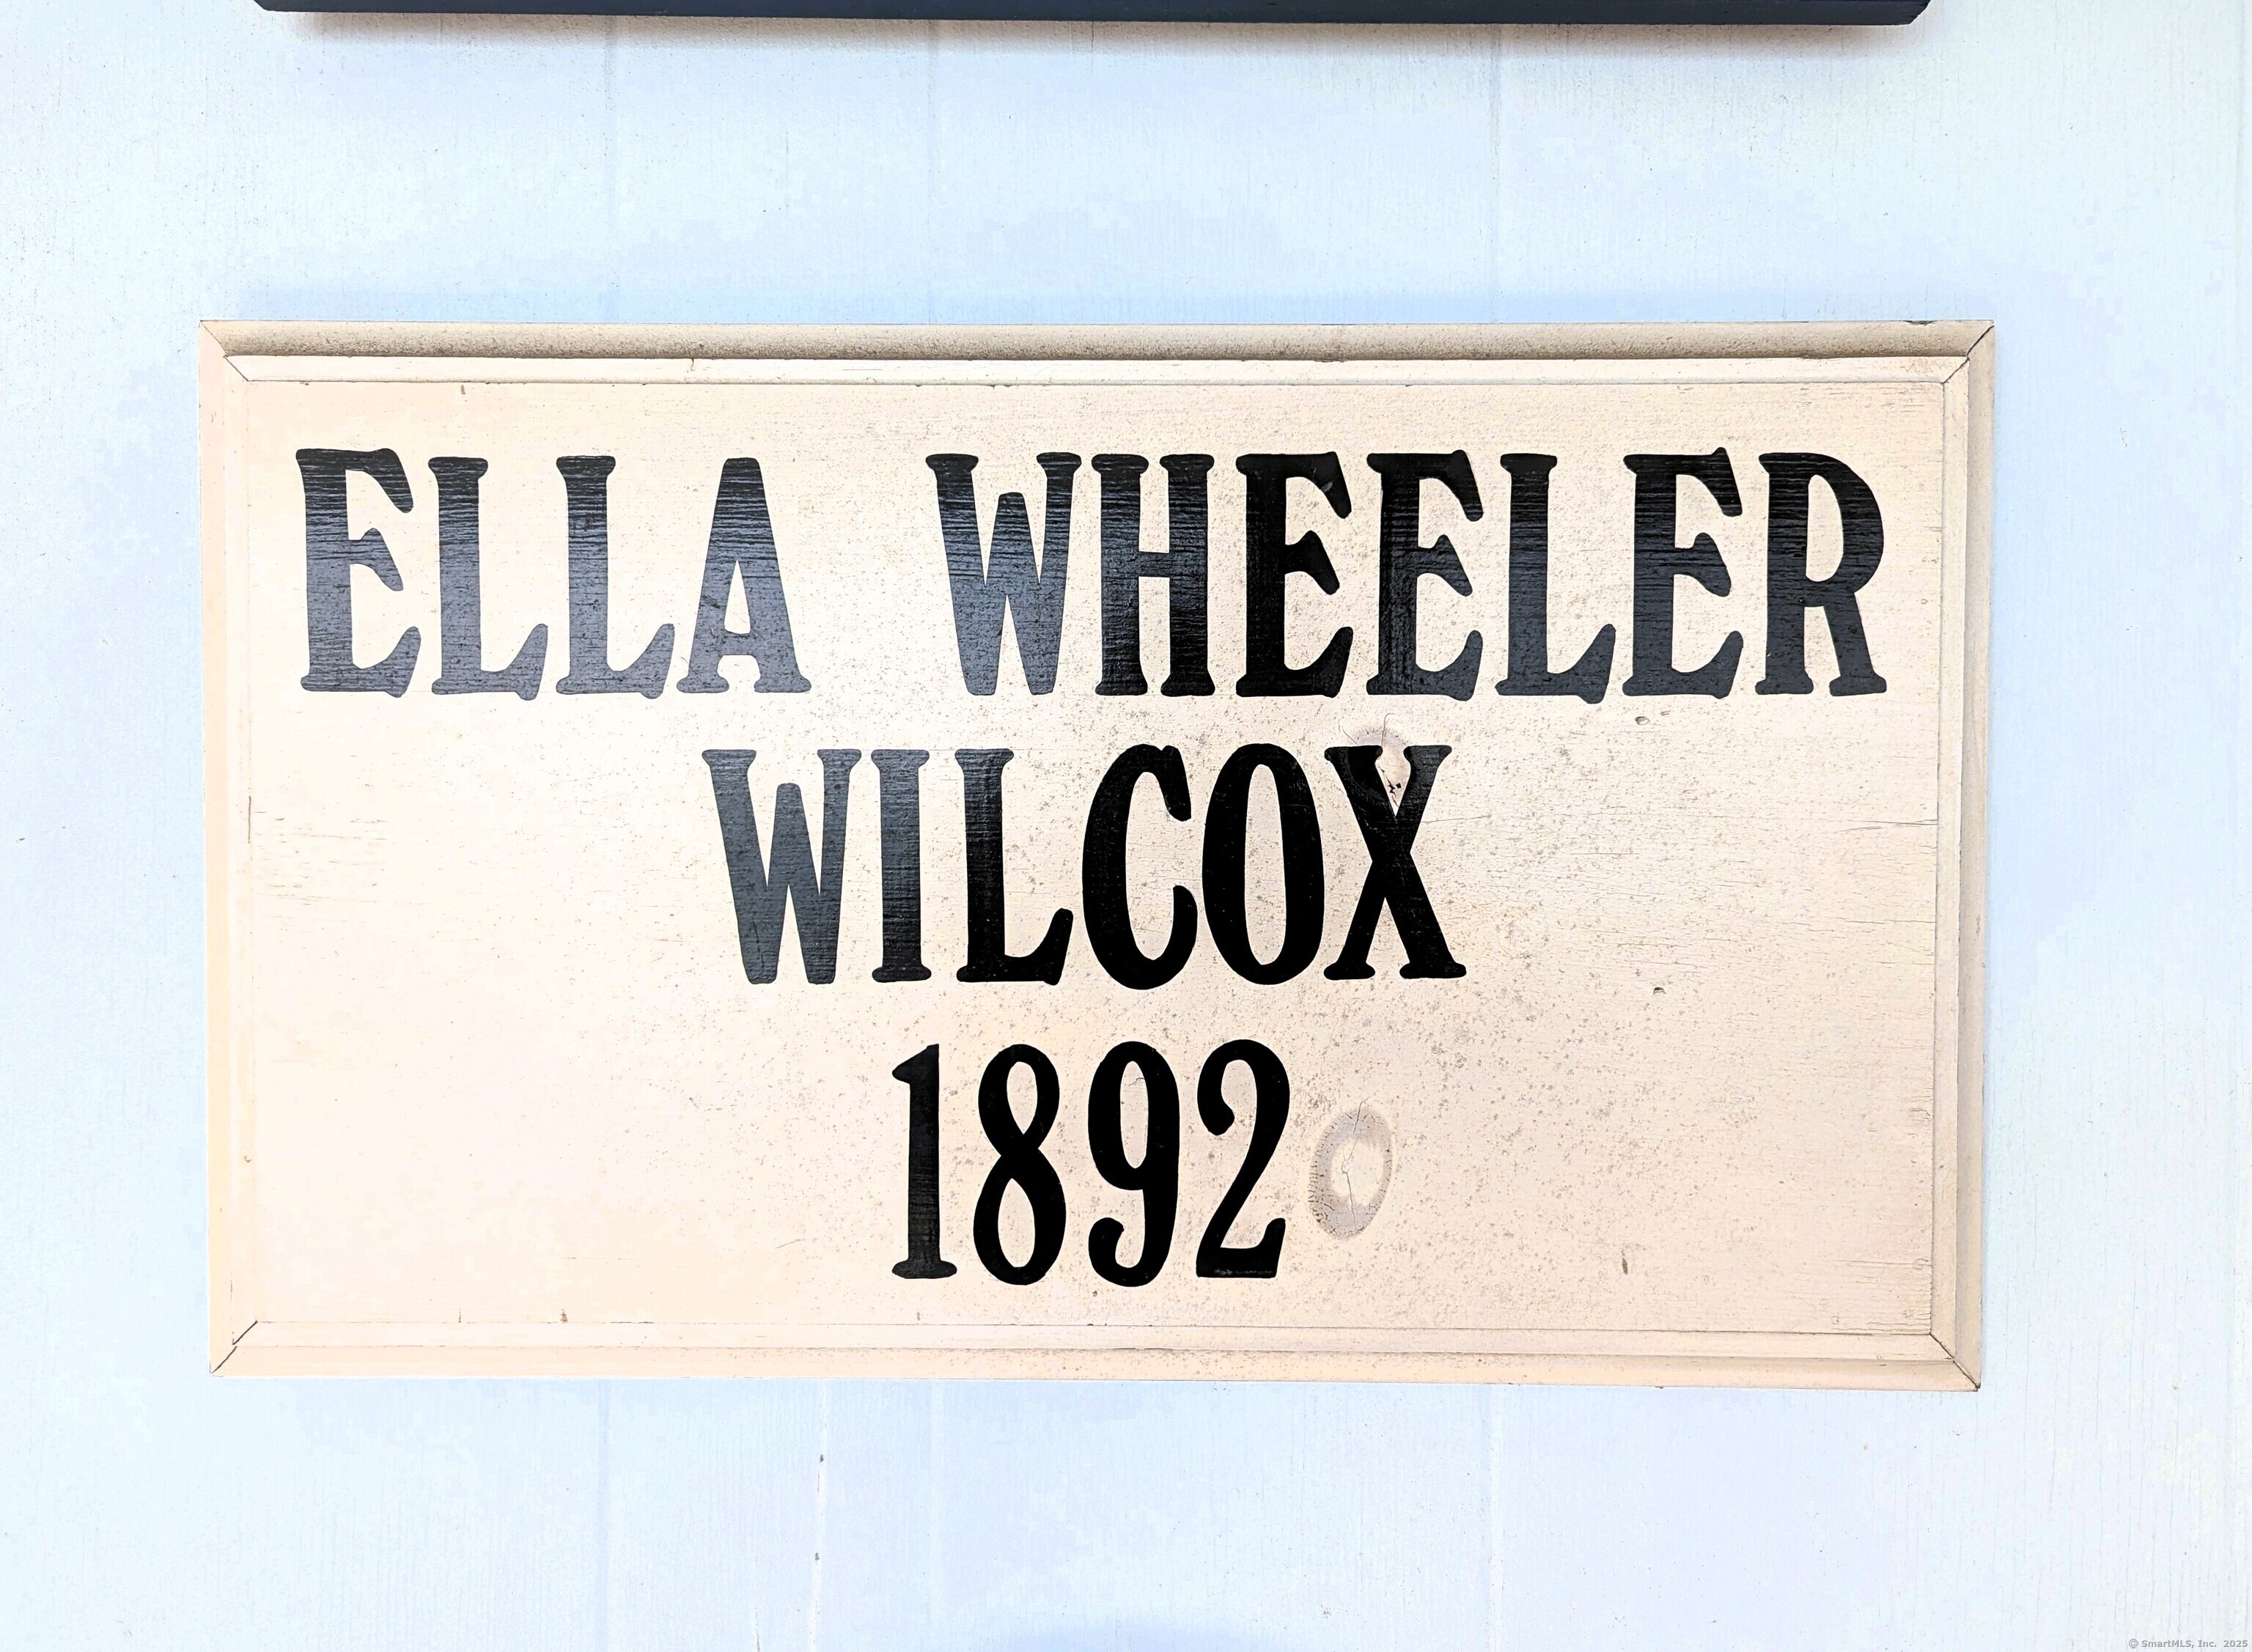 ELLA WHEELER
WILCOX
1892
© SmartMLS, Inc. 2025